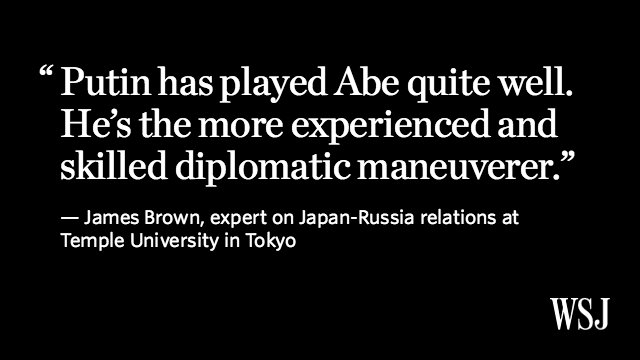 “Putin has played Abe quite well.
He’s the more experienced and
skilled diplomatic maneuverer.”
— James Brown, expert on Japan-Russia relations at
Temple University in Tokyo
WSJ